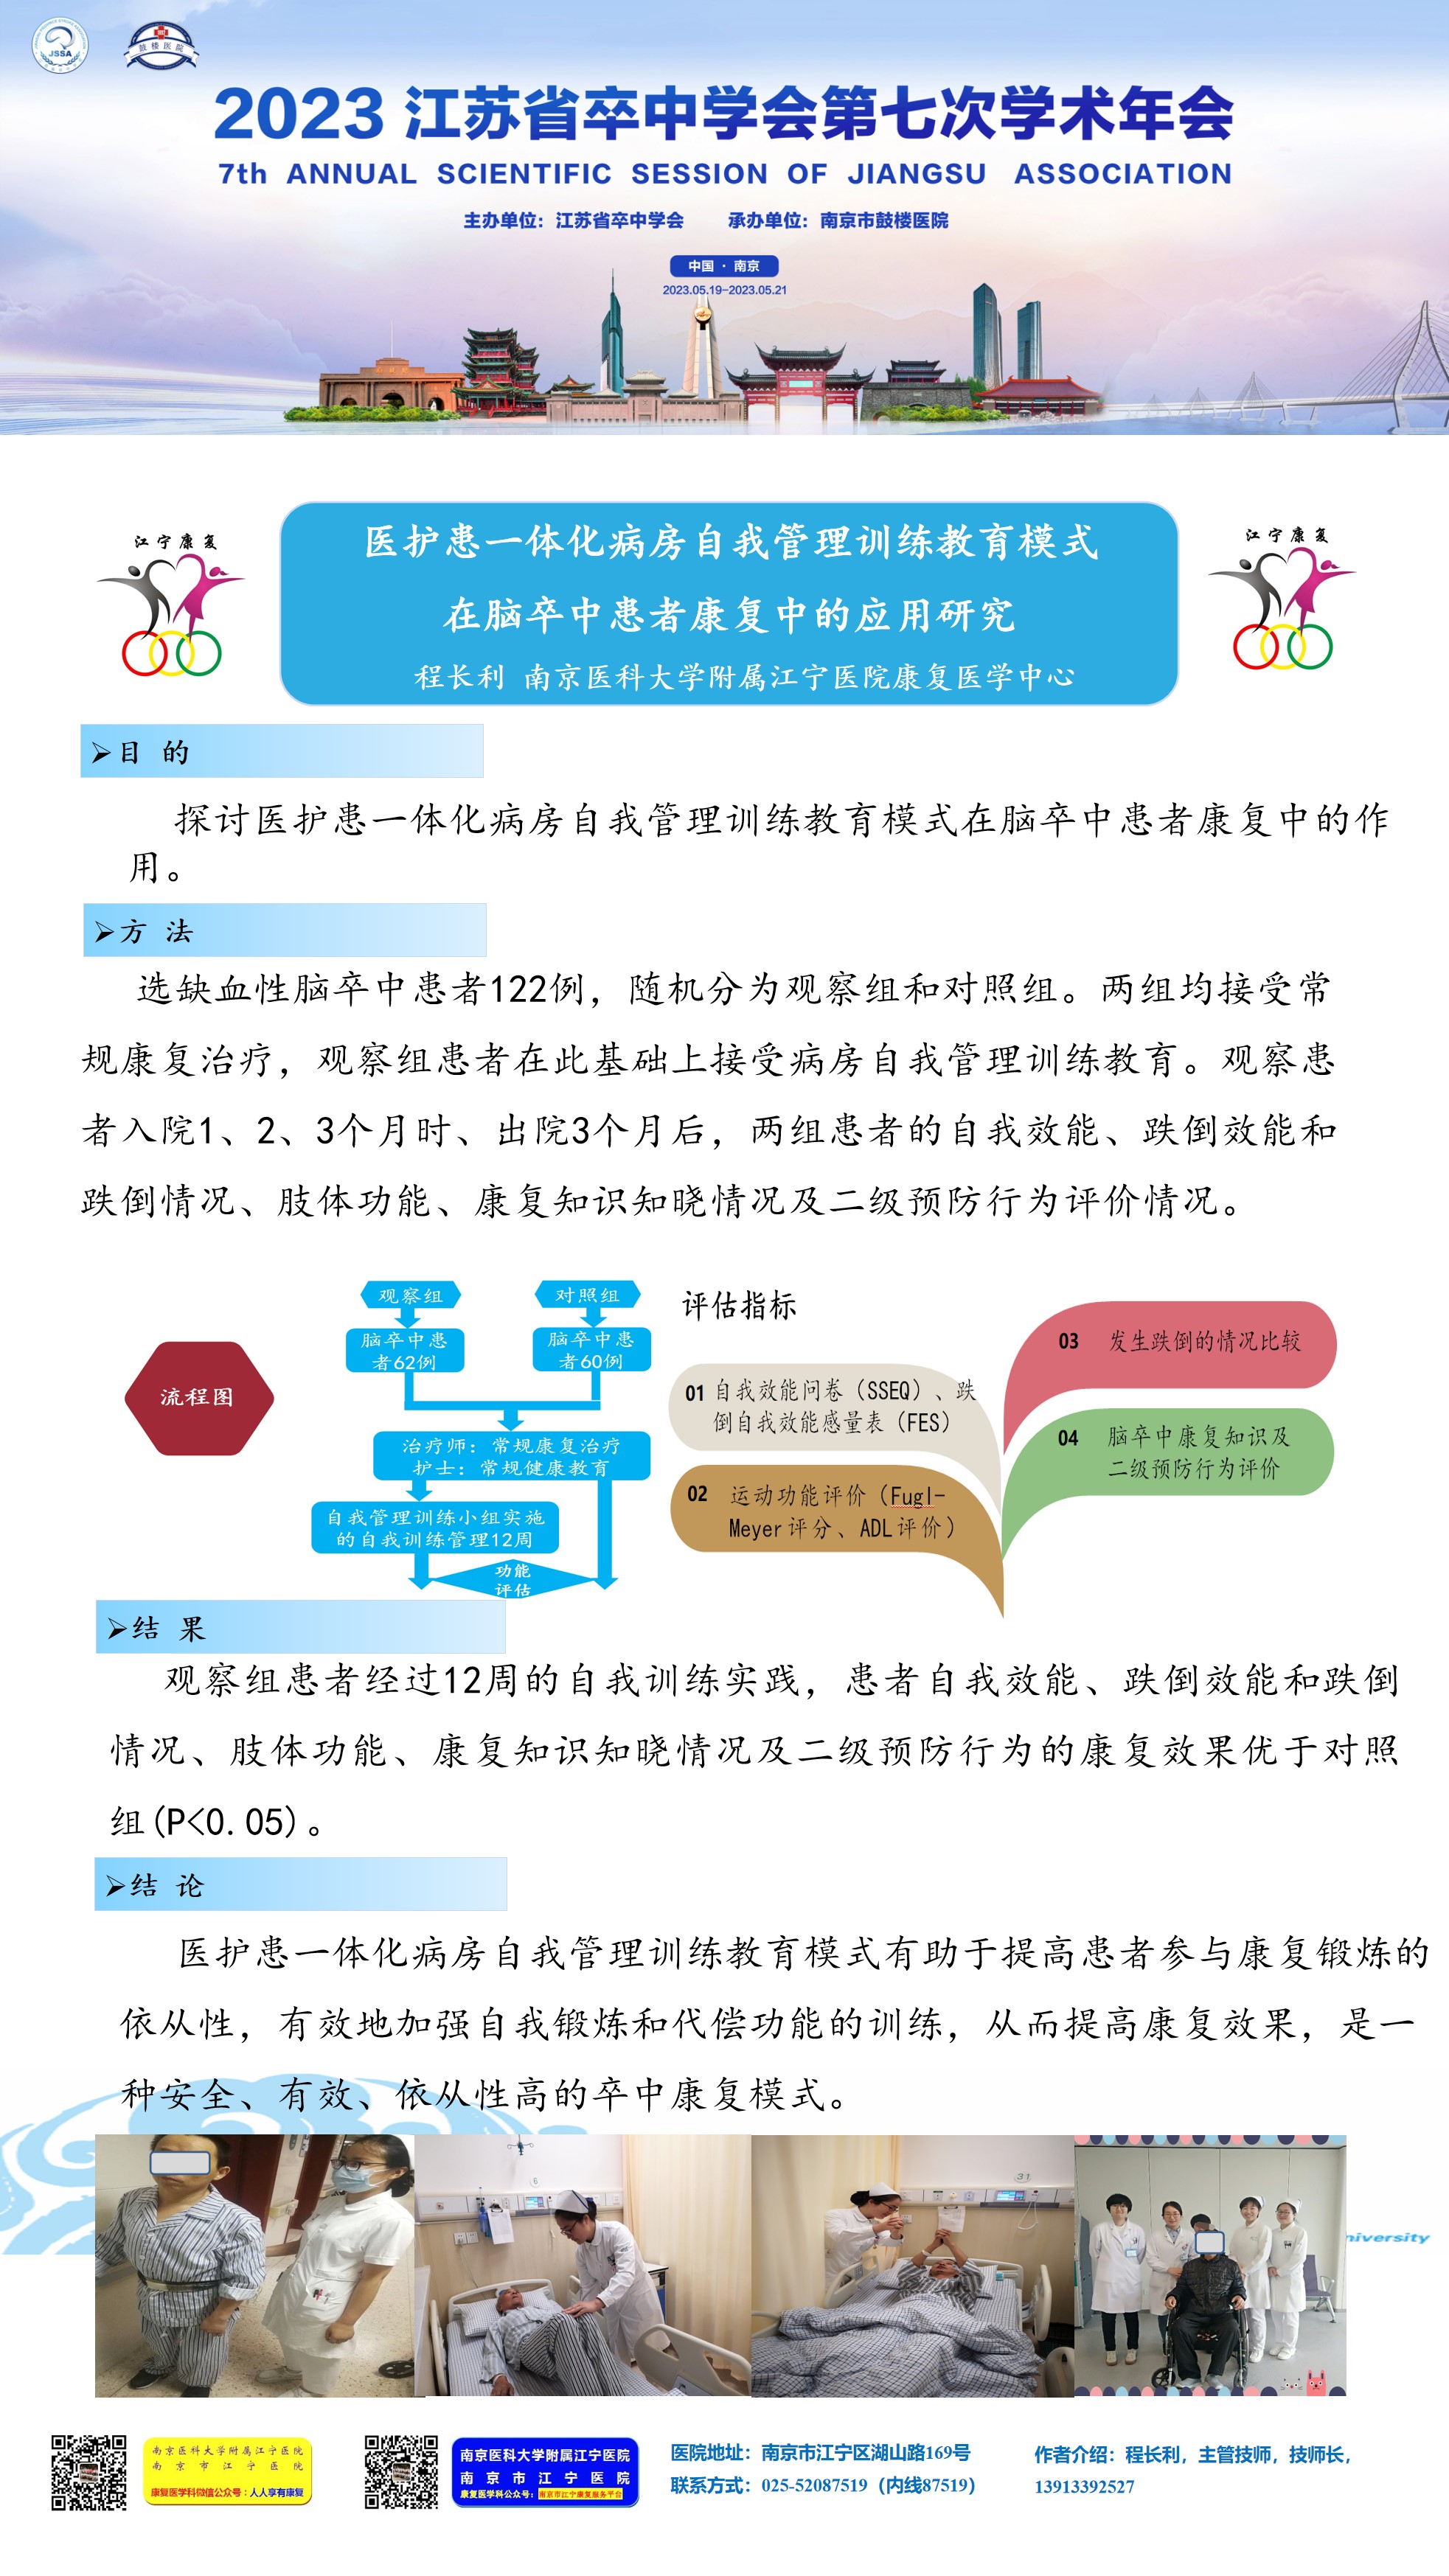 JSSA
鼓楼医院
2023 江苏省卒中学会第七次学术年会
7th ANNUAL SCIENTIFIC SESSION OF JIANGSU ASSOCIATION
主办单位：江苏省卒中学会 承办单位：南京市鼓楼医院
中国 · 南京
2023.05.19-2023.05.21
江宁康复
江宁康复
医护患一体化病房自我管理训练教育模式
在脑卒中患者康复中的应用研究
程长利 南京医科大学附属江宁医院康复医学中心
➢目 的
探讨医护患一体化病房自我管理训练教育模式在脑卒中患者康复中的作
用。
➢方 法
选缺血性脑卒中患者122例，随机分为观察组和对照组。两组均接受常
规康复治疗，观察组患者在此基础上接受病房自我管理训练教育。观察患
者入院1、2、3个月时、出院3个月后，两组患者的自我效能、跌倒效能和
跌倒情况、肢体功能、康复知识知晓情况及二级预防行为评价情况。
流程图
观察组
对照组
脑卒中患
者62例
脑卒中患
者60例
治疗师：常规康复治疗
护士：常规健康教育
自我管理训练小组实施
的自我训练管理12周
功能
评估
评估指标
01 自我效能问卷（SSEQ）、跌
倒自我效能感量表（FES）
02 运动功能评价（Fugl-
Meyer评分、ADL评价）
03 发生跌倒的情况比较
04 脑卒中康复知识及
二级预防行为评价
➢结 果
观察组患者经过12周的自我训练实践，患者自我效能、跌倒效能和跌倒
情况、肢体功能、康复知识知晓情况及二级预防行为的康复效果优于对照
组(P<0.05)。
➢结 论
医护患一体化病房自我管理训练教育模式有助于提高患者参与康复锻炼的
依从性，有效地加强自我锻炼和代偿功能的训练，从而提高康复效果，是一
种安全、有效、依从性高的卒中康复模式。
6
31
niversity
南京医科大学附属江宁医院
南京市江宁医院
康复医学科微信公众号：人人享有康复
南京医科大学附属江宁医院
南京市江宁医院
康复医学科公众号：南京市江宁康复服务平台
医院地址：南京市江宁区湖山路169号
联系方式：025-52087519（内线87519）
作者介绍：程长利，主管技师，技师长，
13913392527